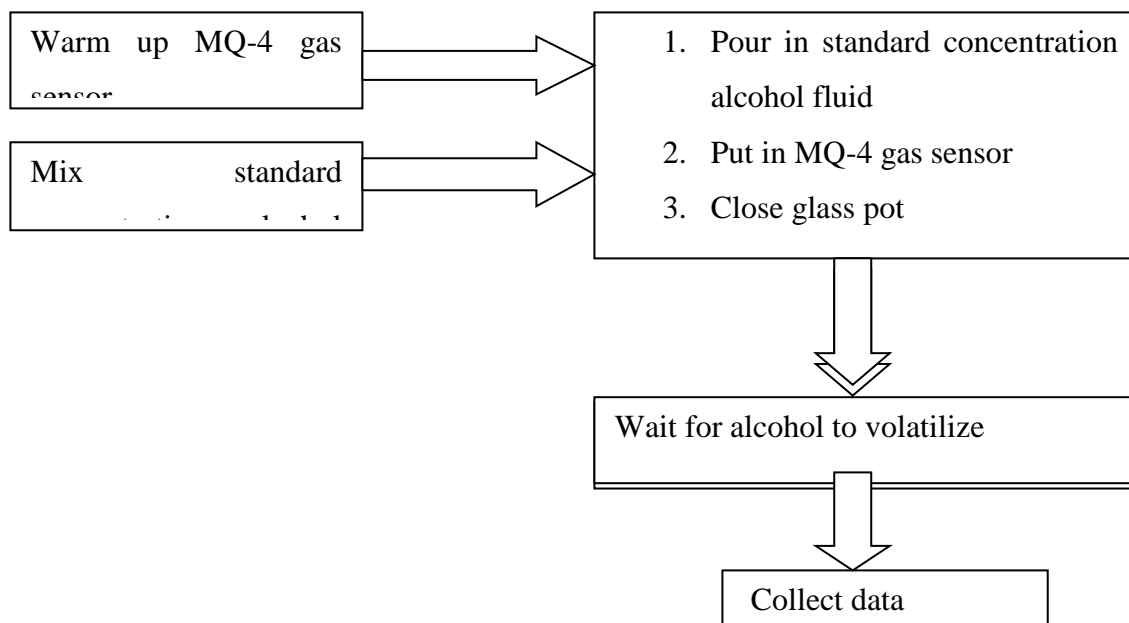 Warm up MQ-4 gas
sensor
Mix standard
1. Pour in standard concentration
alcohol fluid
2. Put in MQ-4 gas sensor
3. Close glass pot
Wait for alcohol to volatilize
Collect data